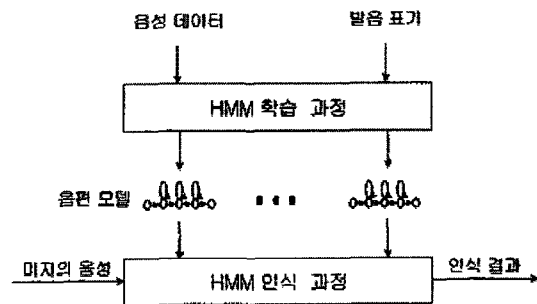 음성 데이터
발음 표기
HMM 학습 과정
음편 모델
미지의 음성
HMM 인식 과정
인식 결과